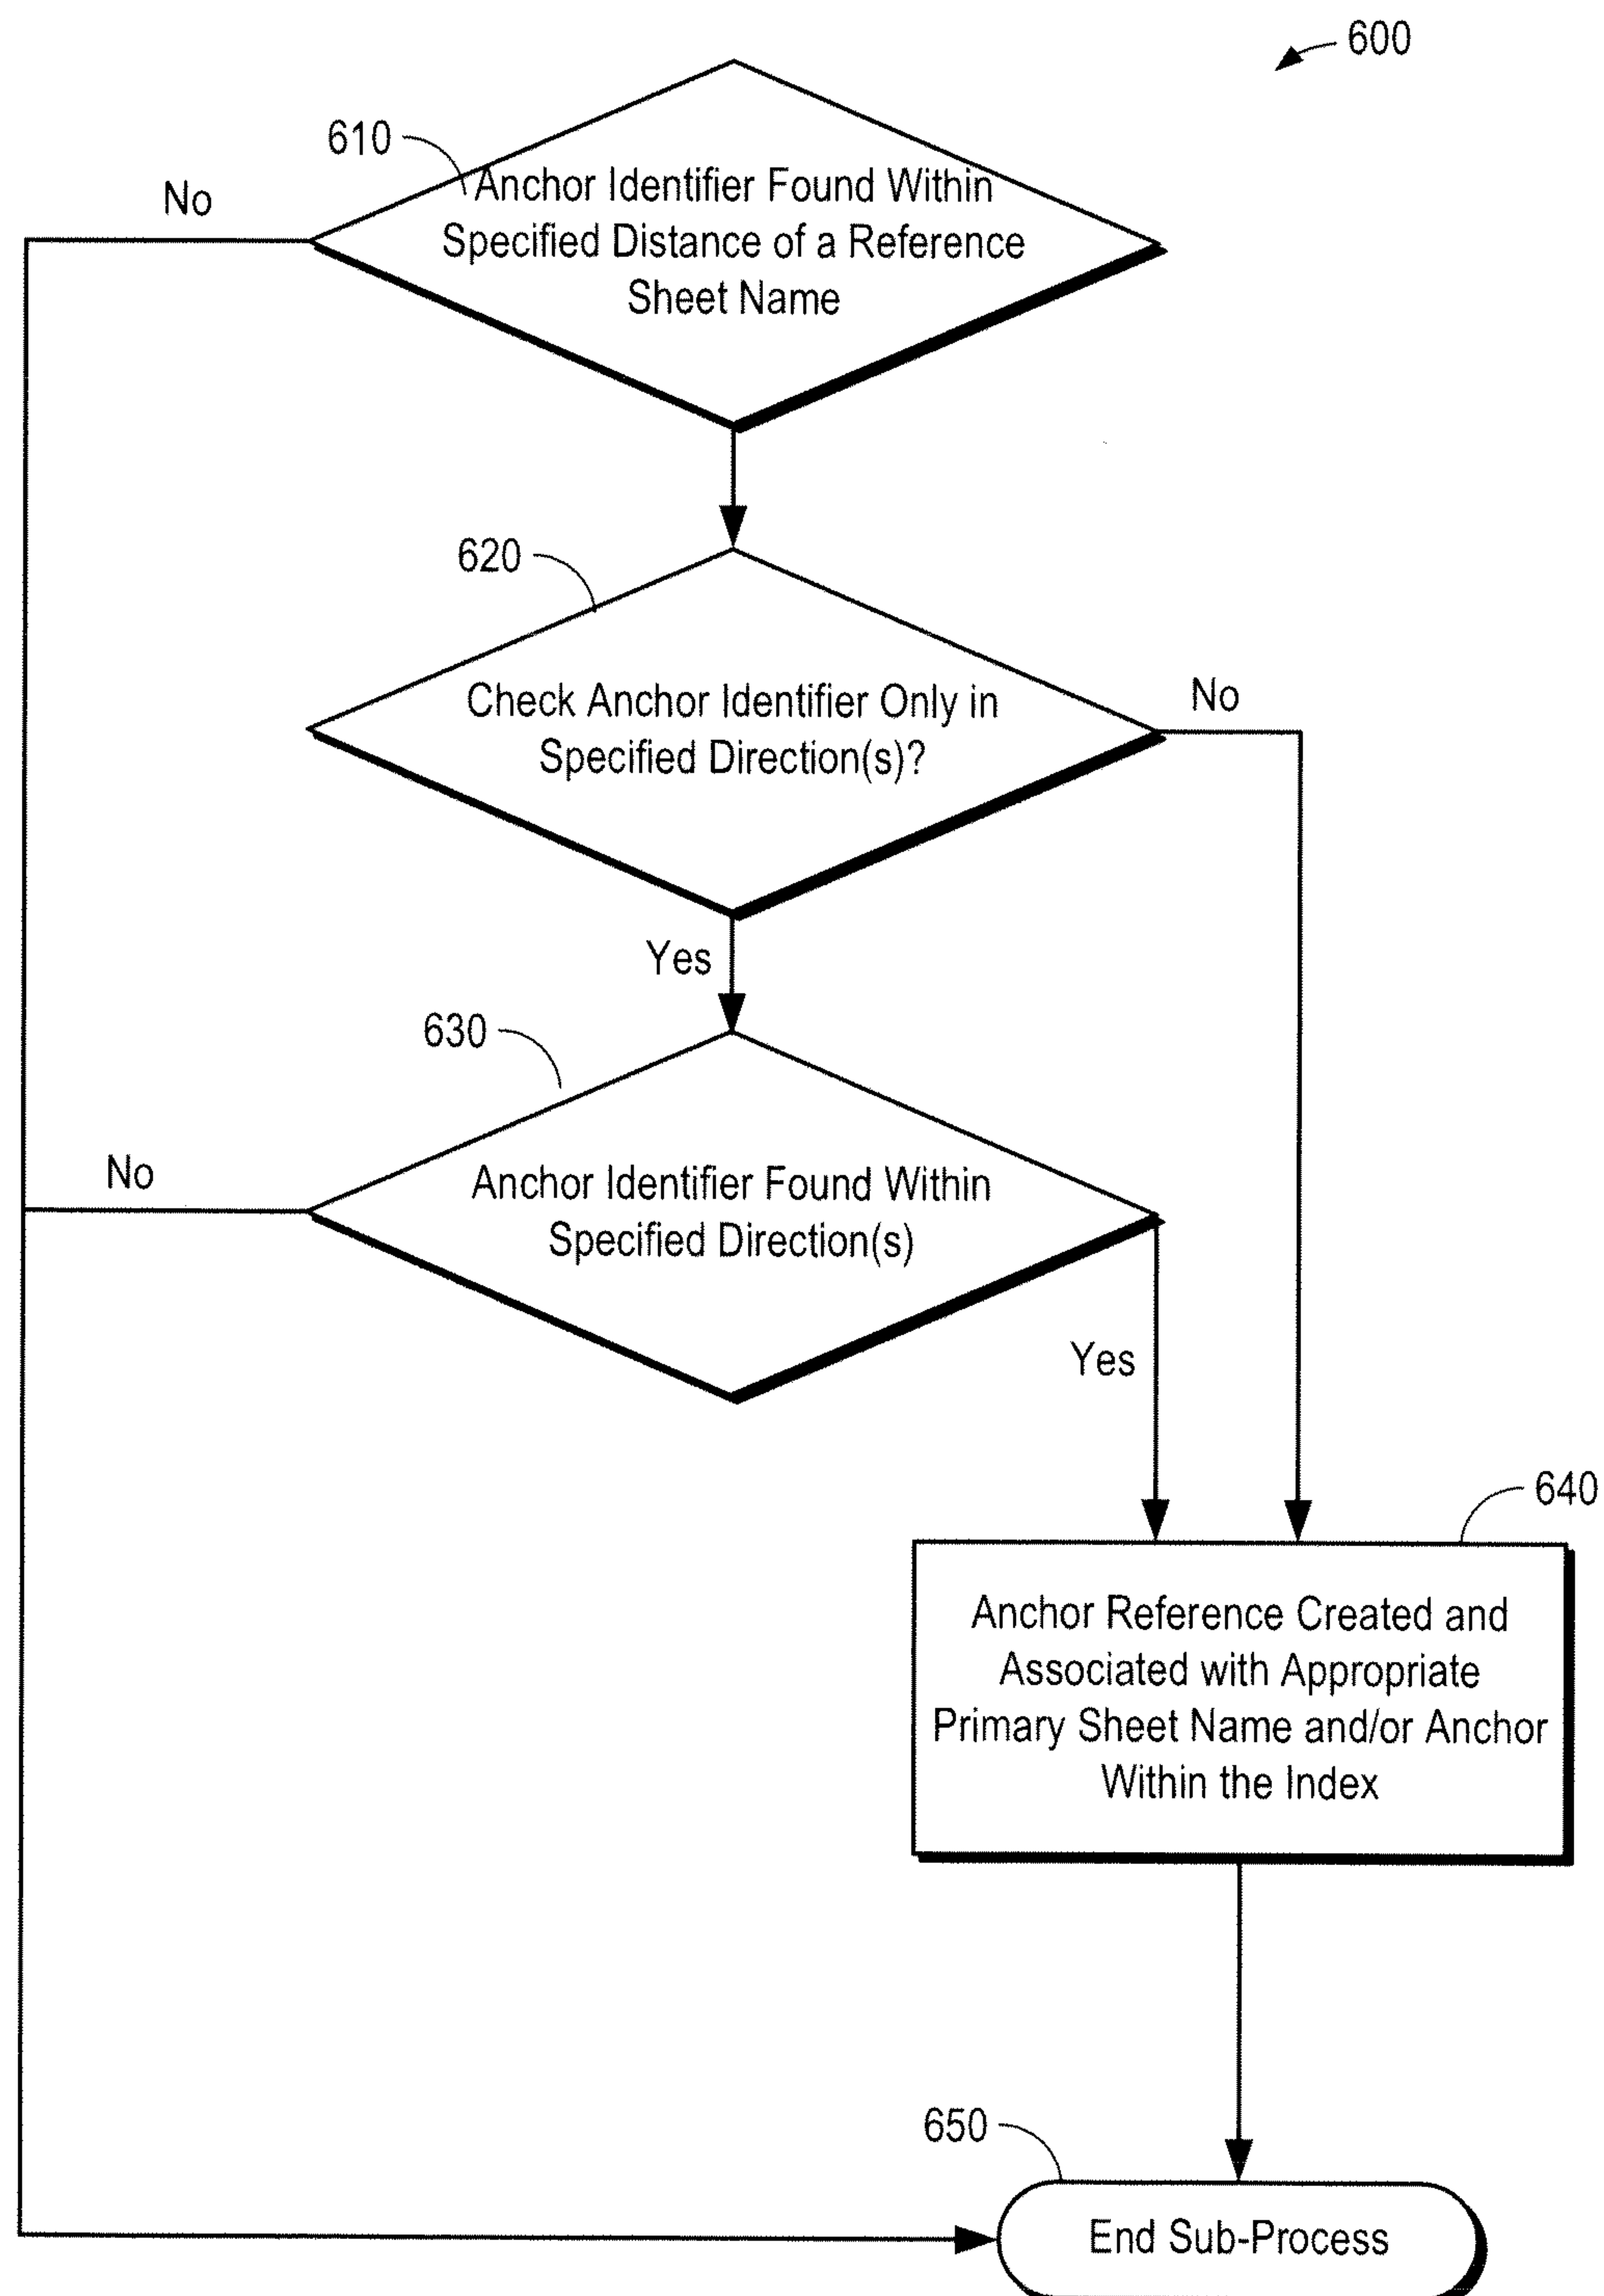 600
610
No
Anchor Identifier Found Within
Specified Distance of a Reference
Sheet Name
620
Check Anchor Identifier Only in
Specified Direction(s)?
No
Yes
630
No
Anchor Identifier Found Within
Specified Direction(s)
Yes
640
Anchor Reference Created and
Associated with Appropriate
Primary Sheet Name and/or Anchor
Within the Index
650
End Sub-Process